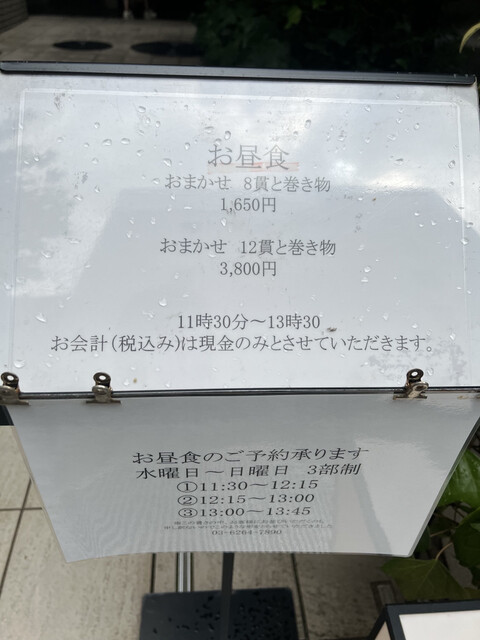 お昼食
おまかせ 8貫と巻き物
1,650円
おまかせ 12貫と巻き物
3,800円
11時30分～13時30
お会計(税込み)は現金のみとさせていただきます。
お昼食のご予約承ります
水曜日～日曜日 3部制
①11:30～12:15
②12:15～13:00
③13:00～13:45
03-6264-7800